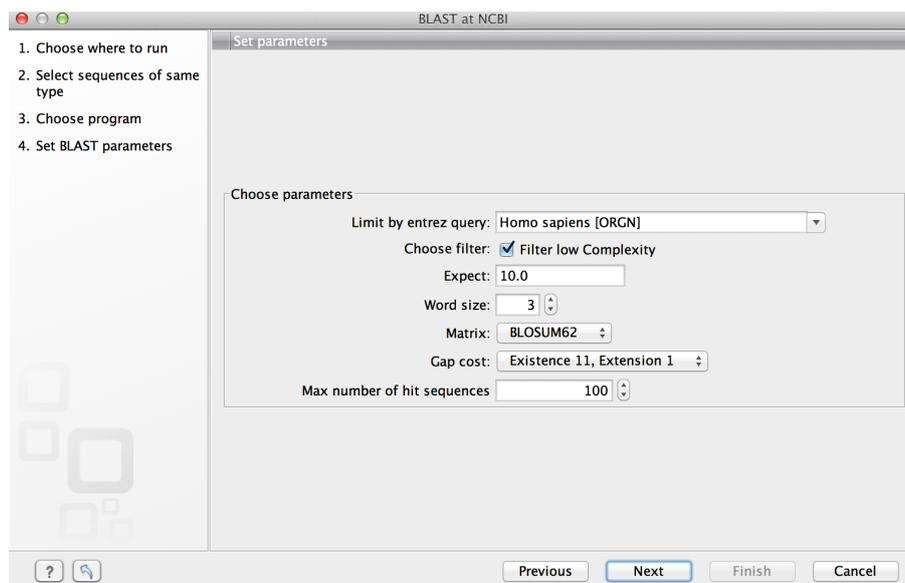 BLAST at NCBI
1. Choose where to run
2. Select sequences of same
type
3. Choose program
4. Set BLAST parameters
Set parameters
Choose parameters
Limit by entrez query: Homo sapiens [ORGN]
Choose filter: Filter low Complexity
Expect: 10.0
Word size: 3
Matrix: BLOSUM62
Gap cost: Existence 11, Extension 1
Max number of hit sequences 100
? Previous Next Finish Cancel